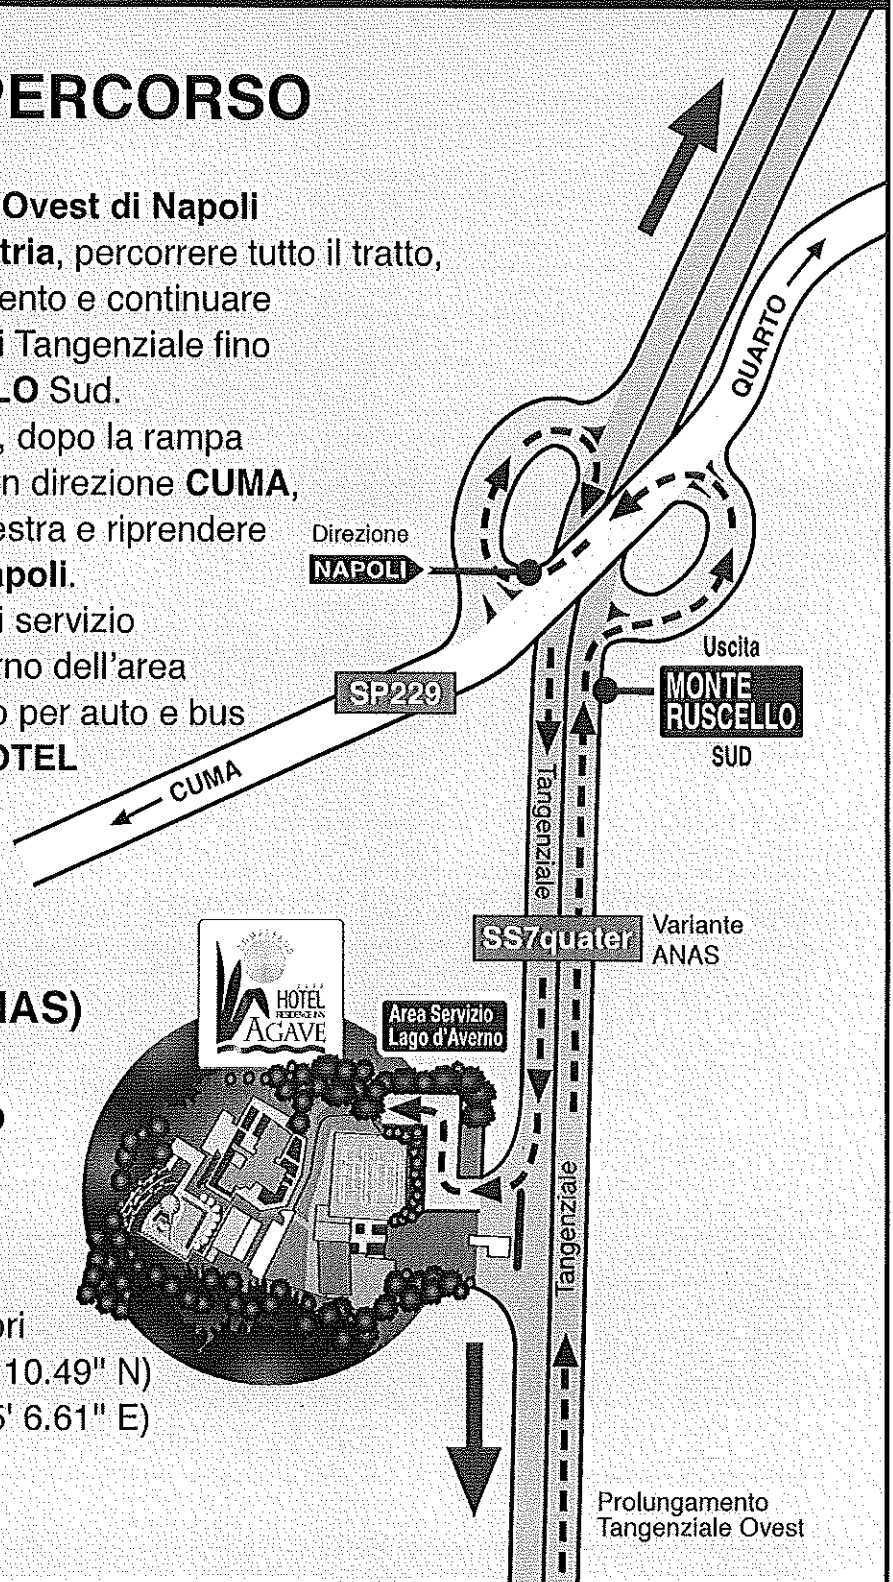 PERCORSO
Ovest di Napoli
tria, percorrere tutto il tratto,
ento e continuare
i Tangenziale fino
LO Sud.
, dopo la rampa
n direzione CUMA,
estra e riprendere
apoli.
i servizio
rno dell'area
o per auto e bus
OTEL
QUARTO
Direzione
NAPOLI
Uscita
MONTE
RUSCELLO
SUD
SP229
CUMA
Tangenziale
SS7quater
Variante
ANAS
HOTEL
RESIDENCE INN
AGAVE
Area Servizio
Lago d'Averno
NAS)
Tangenziale
ori
10.49" N)
6.61" E)
Prolungamento
Tangenziale Ovest